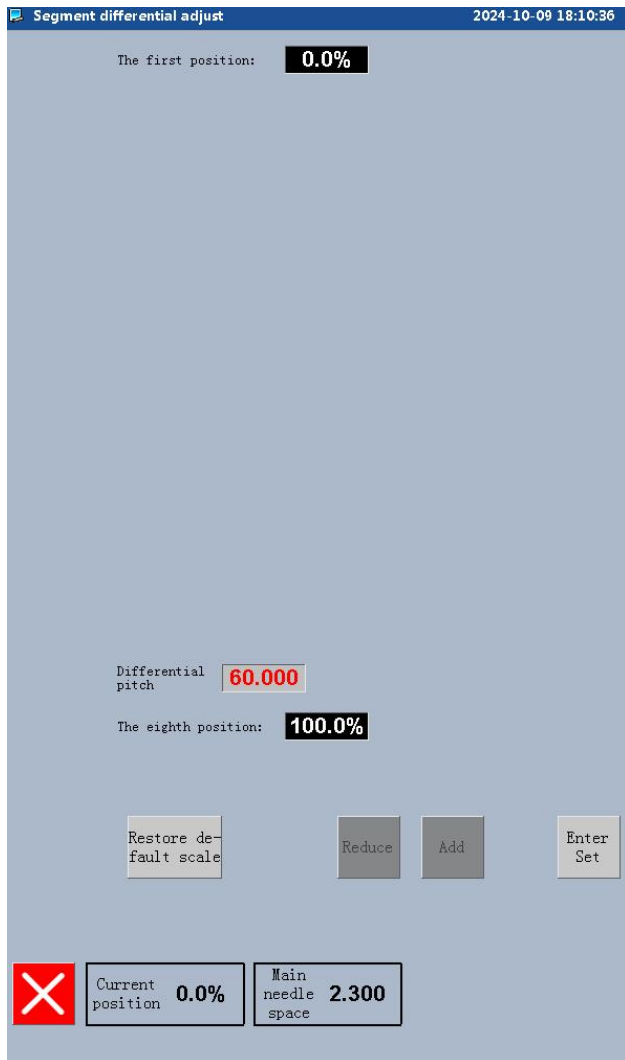 Segment differential adjust 2024-10-09 18:10:36
The first position: 0.0%
Differential
pitch 60.000
The eighth position: 100.0%
Restore de-
fault scale
Reduce
Add
Enter
Set
Current
position 0.0%
Main
needle
space 2.300